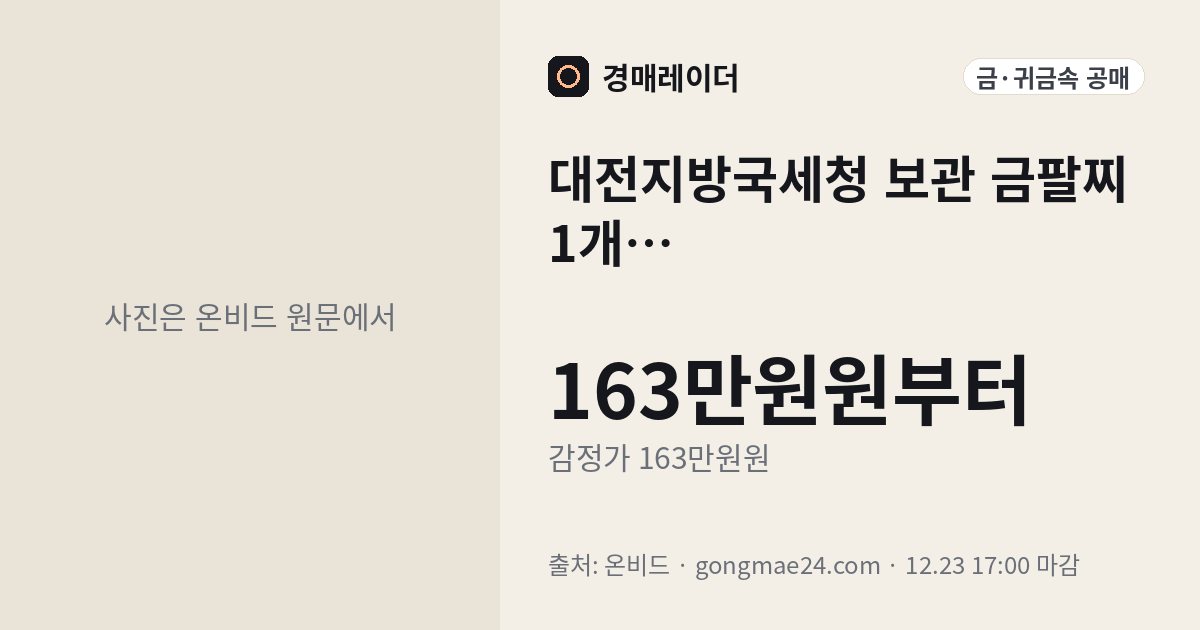 경매레이더
금·귀금속 공매
대전지방국세청 보관 금팔찌
1개…
사진은 온비드 원문에서
163만원원부터
감정가 163만원원
출처: 온비드 · gongmae24.com · 12.23 17:00 마감